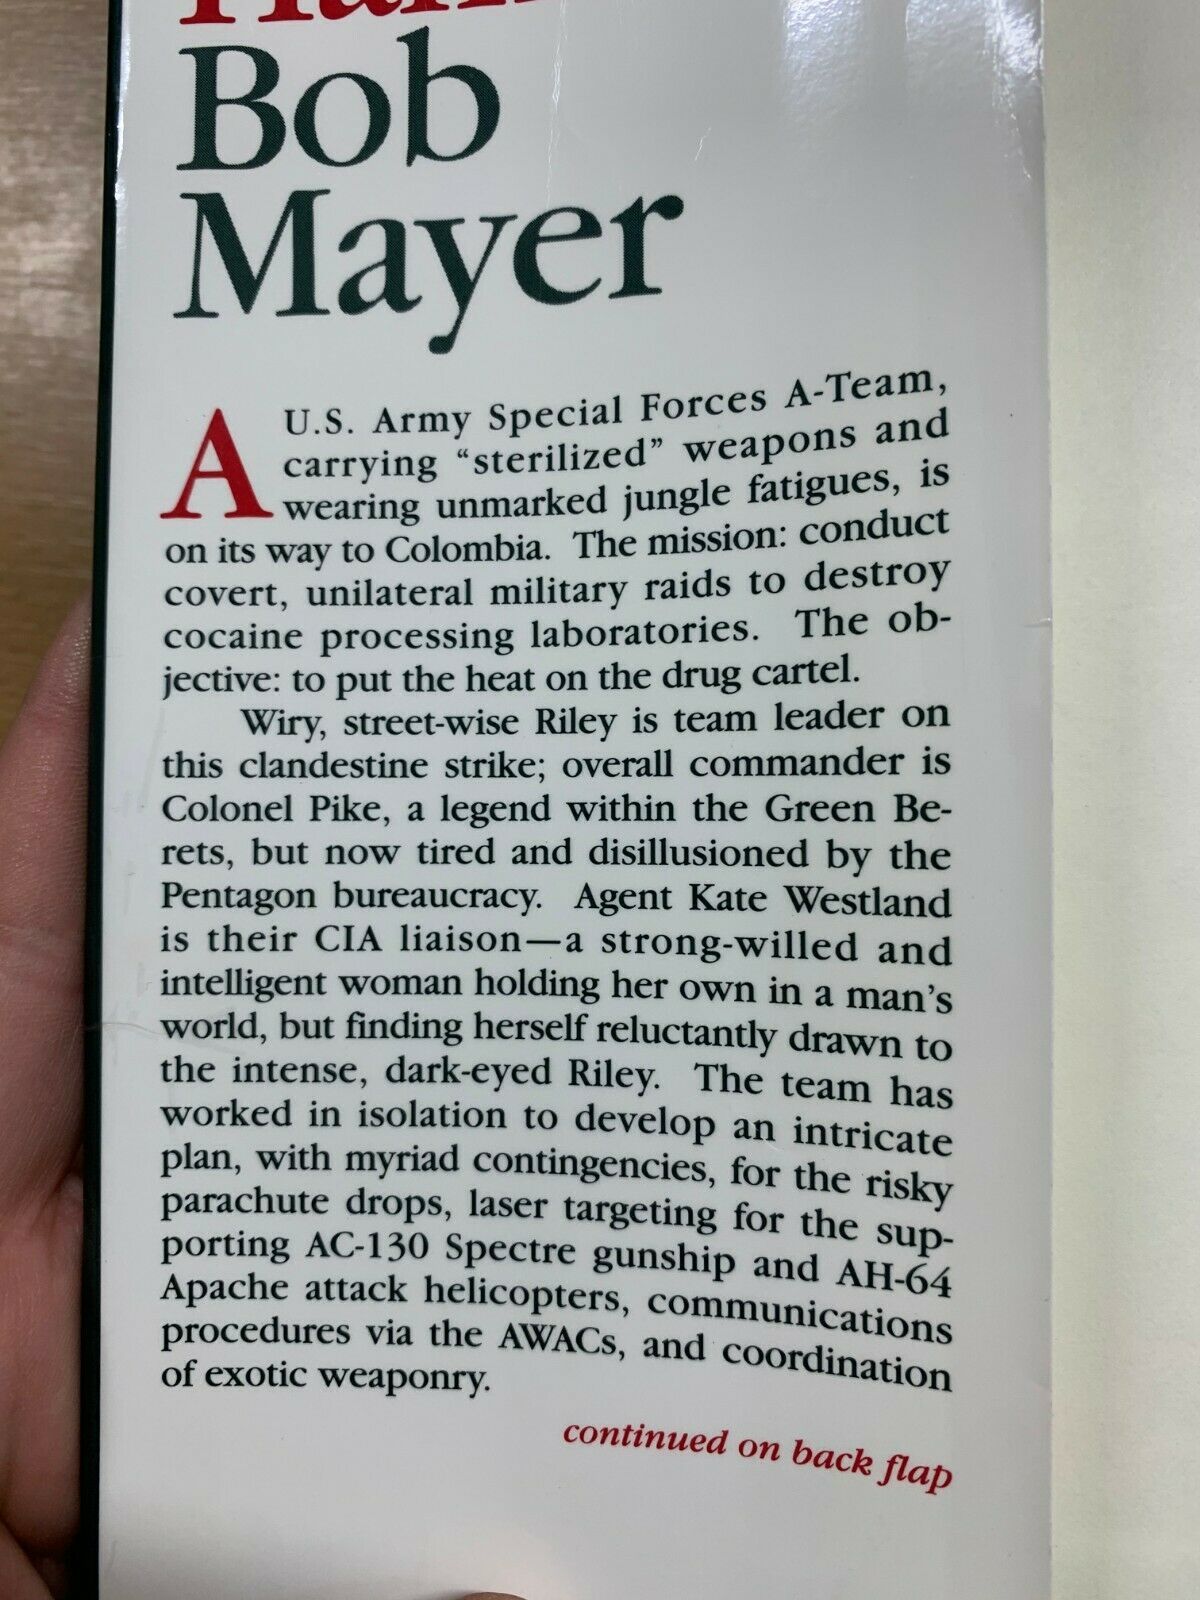 Bob
Mayer
A U.S. Army Special Forces A-Team,
carrying “sterilized” weapons and
wearing unmarked jungle fatigues, is
on its way to Colombia. The mission: conduct
covert, unilateral military raids to destroy
cocaine processing laboratories. The ob-
jective: to put the heat on the drug cartel.
Wiry, street-wise Riley is team leader on
this clandestine strike; overall commander is
Colonel Pike, a legend within the Green Be-
rets, but now tired and disillusioned by the
Pentagon bureaucracy. Agent Kate Westland
is their CIA liaison—a strong-willed and
intelligent woman holding her own in a man’s
world, but finding herself reluctantly drawn to
the intense, dark-eyed Riley. The team has
worked in isolation to develop an intricate
plan, with myriad contingencies, for the risky
parachute drops, laser targeting for the sup-
porting AC-130 Spectre gunship and AH-64
Apache attack helicopters, communications
procedures via the AWACs, and coordination
of exotic weaponry.
continued on back flap